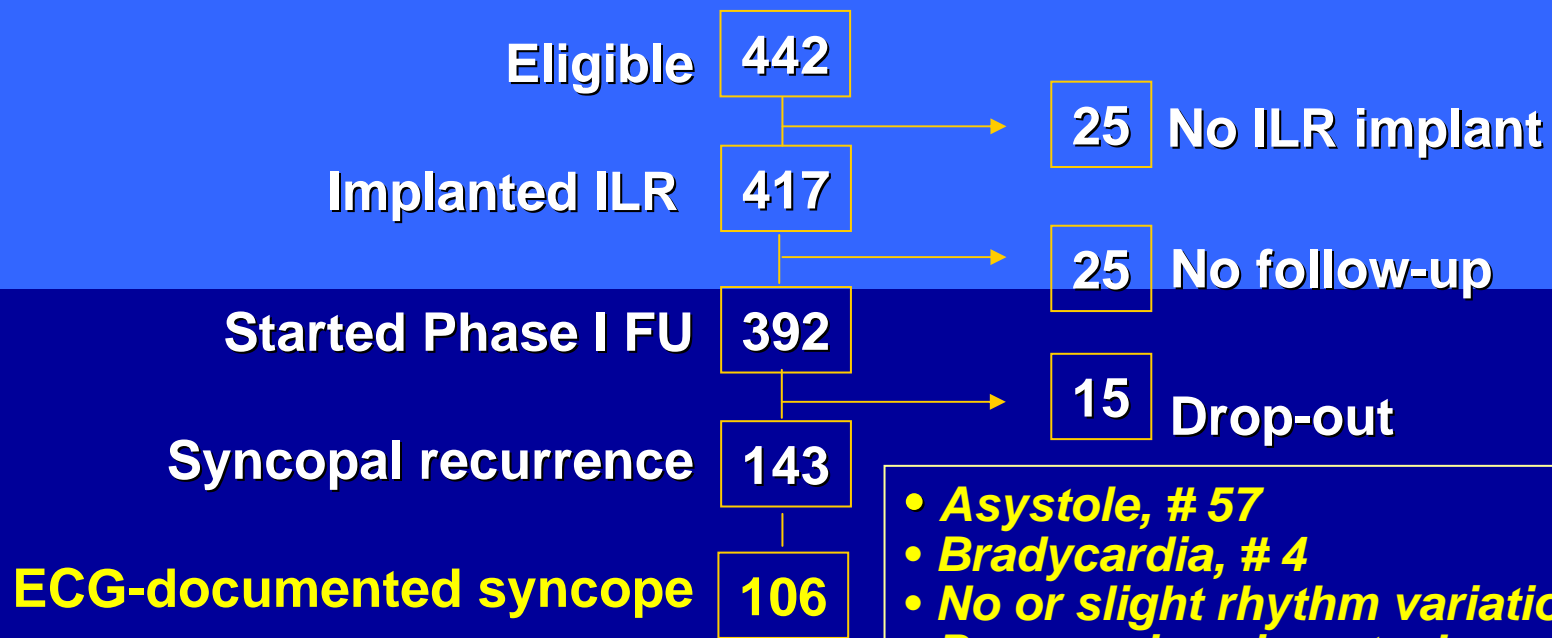 Eligible 442
25 No ILR implant
Implanted ILR 417
25 No follow-up
Started Phase I FU 392
15 Drop-out
Syncopal recurrence 143
• Asystole, # 57
• Bradycardia, # 4
ECG-documented syncope 106
• No or slight rhythm